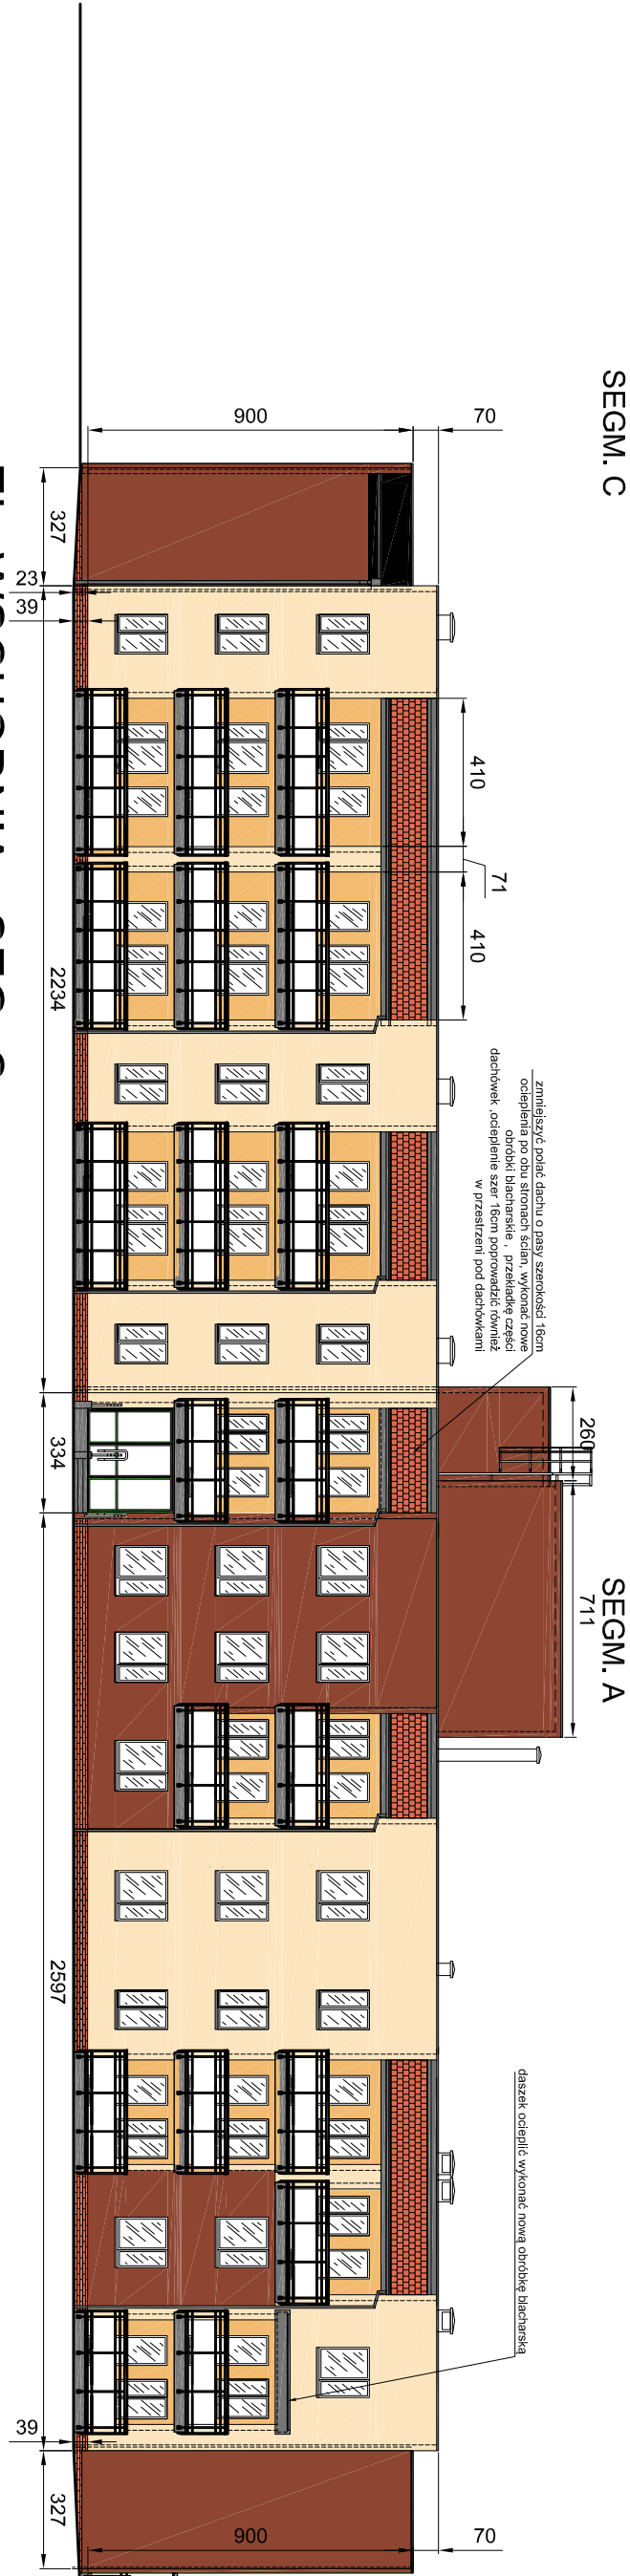 SEGM. C
SEGM. A
900
70
327
23
39
410
71
410
2234
zmniejszyć połać dachu o pasy szerokości 16cm
ocieplenia po obu stronach ścian, wykonać nowe
obróbki blacharskie , przekładkę części
dachówek ,ocieplenie szer 16cm poprowadzić również
w przestrzeni pod dachówkami
260
711
334
2597
daszek ocieplić wykonać nową obróbkę blacharską
39
327
900
70